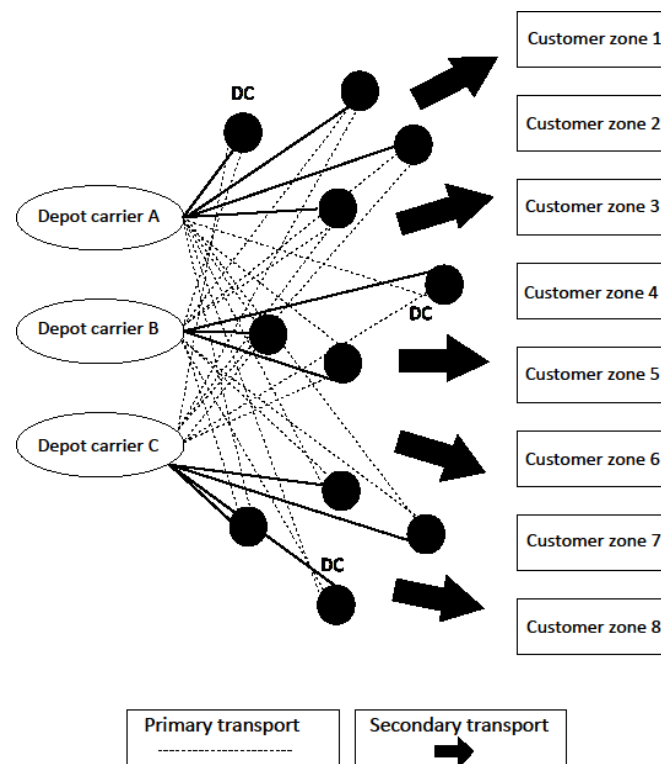 Customer zone 1
DC
Customer zone 2
Depot carrier A
Customer zone 3
Customer zone 4
DC
Depot carrier B
Customer zone 5
Depot carrier C
Customer zone 6
Customer zone 7
DC
Customer zone 8
Primary transport
Secondary transport